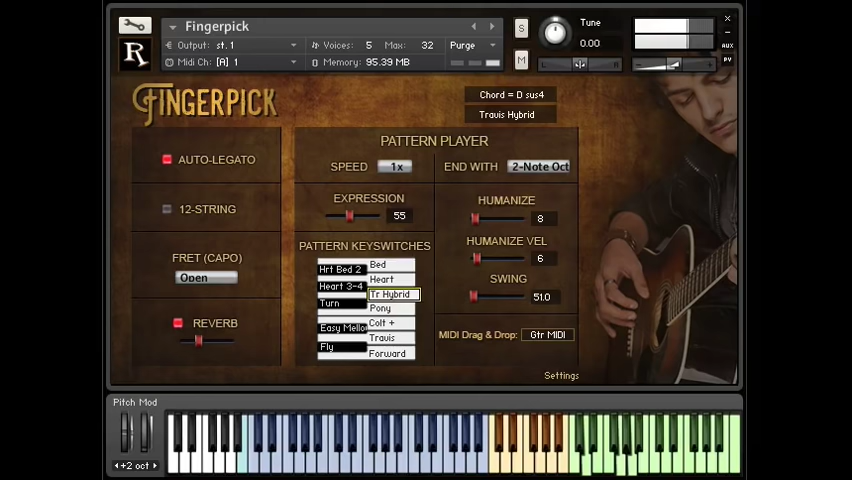 Fingerpick
Output: st. 1
Voices: 5 Max: 32 Purge
Midi Ch: [A] 1
Memory: 95.39 MB
S
M
Tune
0.00
L R
AUX
PV
R
FINGERPICK
Chord = D sus4
Travis Hybrid
AUTO-LEGATO
12-STRING
FRET (CAPO)
Open
REVERB
PATTERN PLAYER
SPEED 1x
END WITH 2-Note Oct
EXPRESSION
55
PATTERN KEYSWITCHES
Bed
Hrt Bed 2
Heart
Heart 3-4
Tr Hybrid
Turn
Pony
Colt +
Easy Mello
Travis
Fly
Forward
HUMANIZE
8
HUMANIZE VEL
6
SWING
51.0
MIDI Drag & Drop: Gtr MIDI
Settings
Pitch Mod
+2 oct